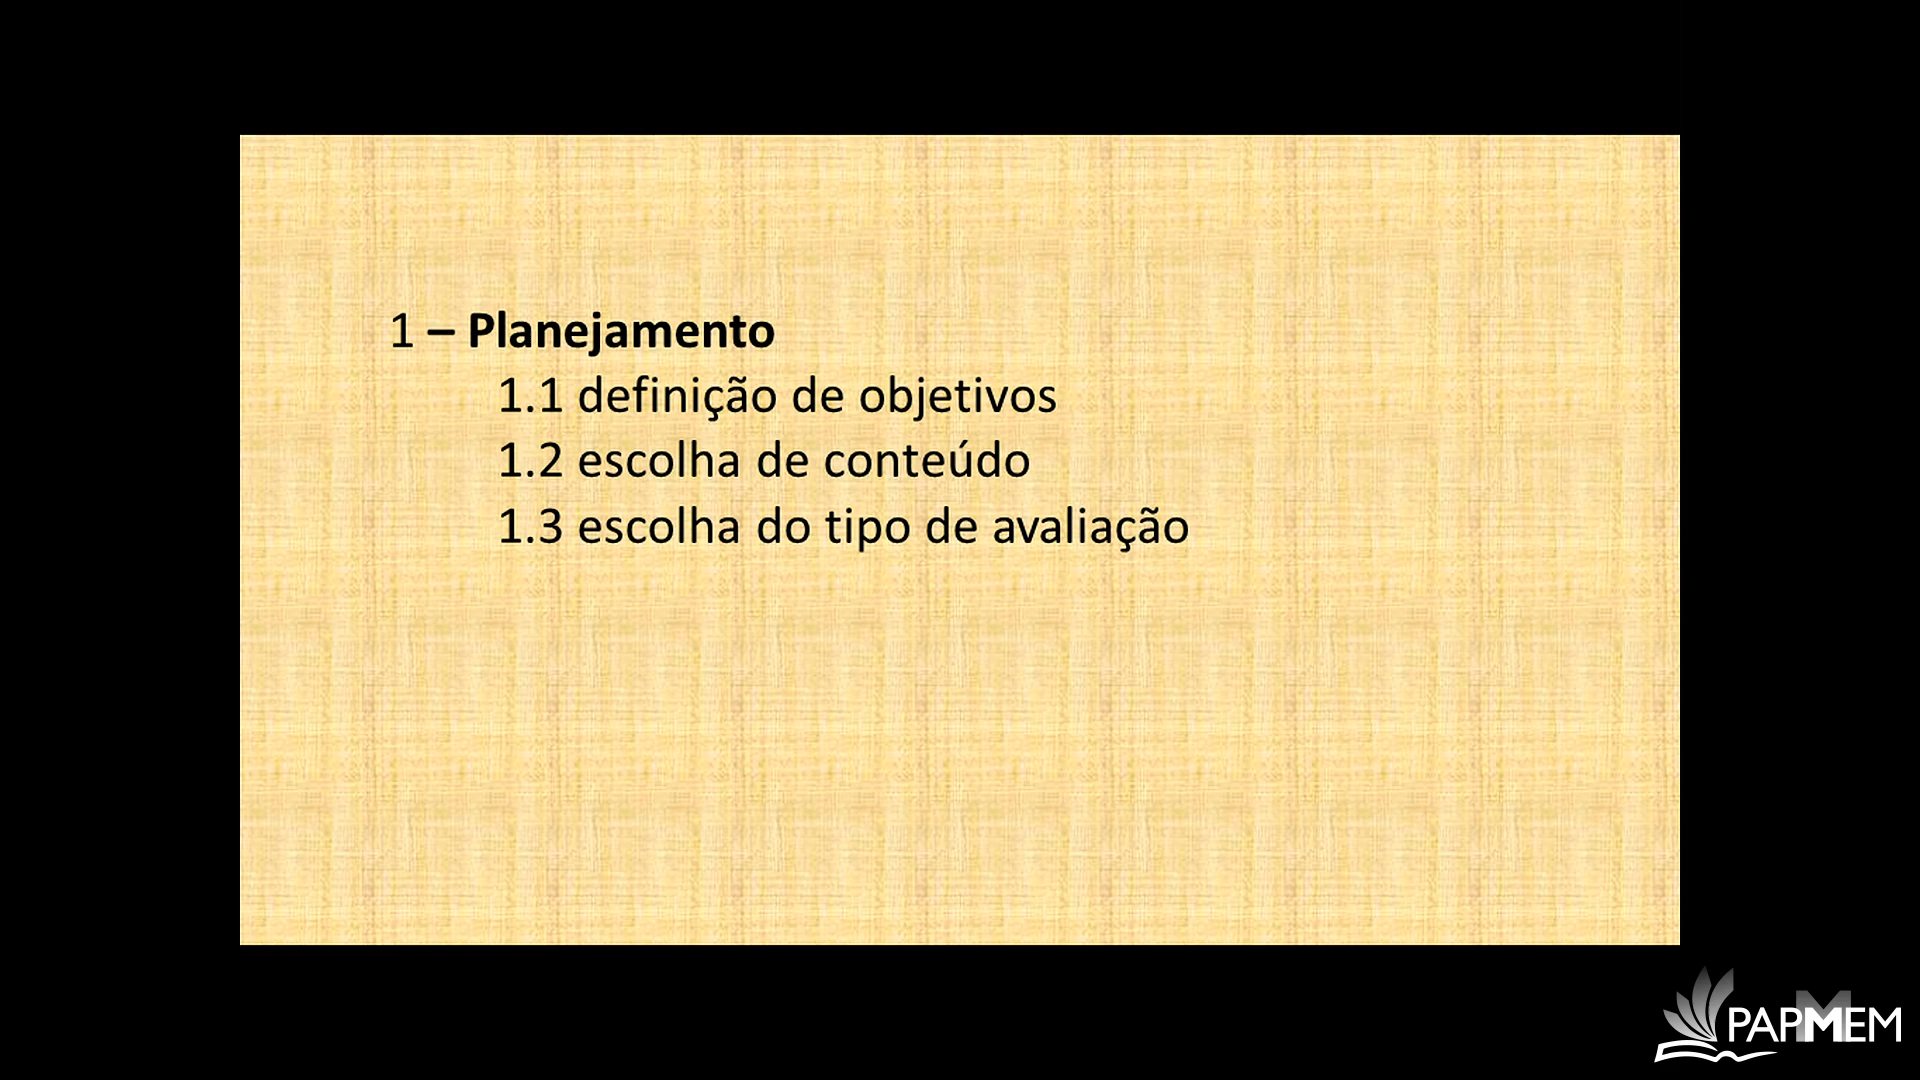 1 – Planejamento
1.1 definição de objetivos
1.2 escolha de conteúdo
1.3 escolha do tipo de avaliação
PAPMEM